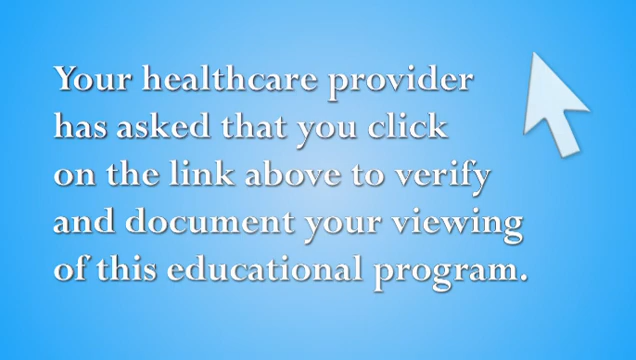 Your healthcare provider
has asked that you click
on the link above to verify
and document your viewing
of this educational program.